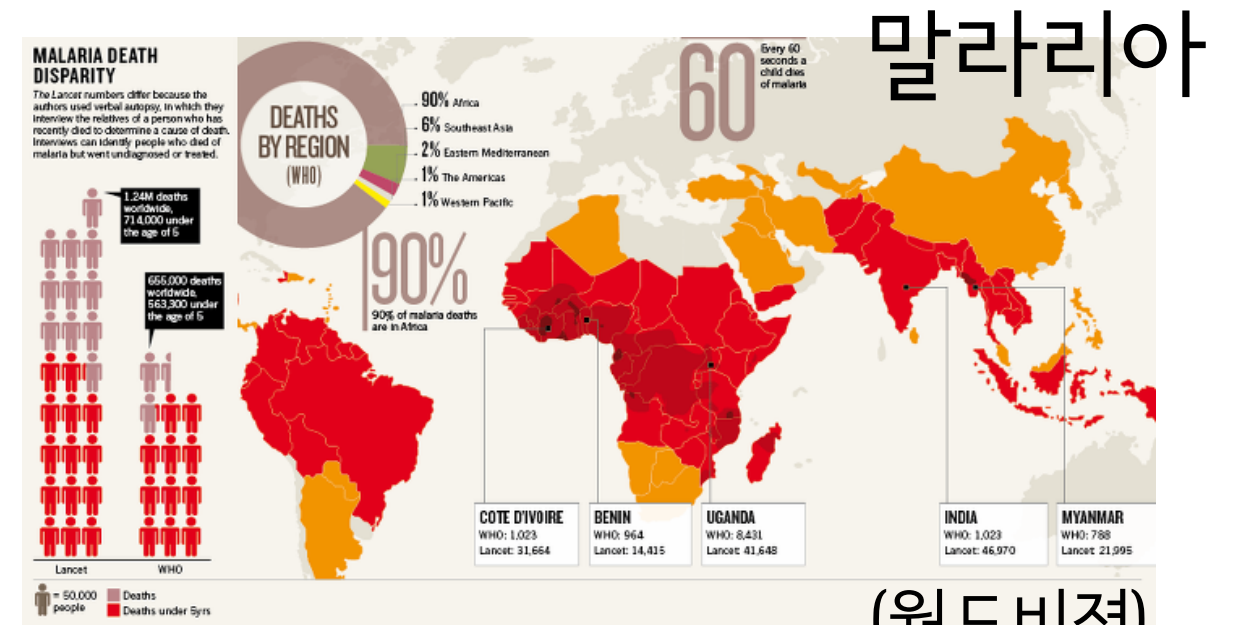 말라리아
MALARIA DEATH
DISPARITY
The Lancet numbers differ because the
authors used verbal autopsy, in which they
interview the relatives of a person who has
recently died to determine a cause of death.
Interviews can identify people who died of
malaria but went undiagnosed or treated.
1.24M deaths
worldwide,
714,000 under
the age of 5
655,000 deaths
worldwide,
563,300 under
the age of 5
Lancet
WHO
= 50,000
people
Deaths
Deaths under 5yrs
DEATHS
BY REGION
(WHO)
90% Africa
6% Southeast Asia
2% Eastern Mediterranean
1% The Americas
1% Western Pacific
90%
90% of malaria deaths
are in Africa
60
Every 60
seconds a
child dies
of malaria
COTE D'IVOIRE
WHO: 1,023
Lancet: 31,664
BENIN
WHO: 964
Lancet: 14,415
UGANDA
WHO: 8,431
Lancet: 41,648
INDIA
WHO: 1,023
Lancet: 46,970
MYANMAR
WHO: 788
Lancet 21,995
(월드비젼)